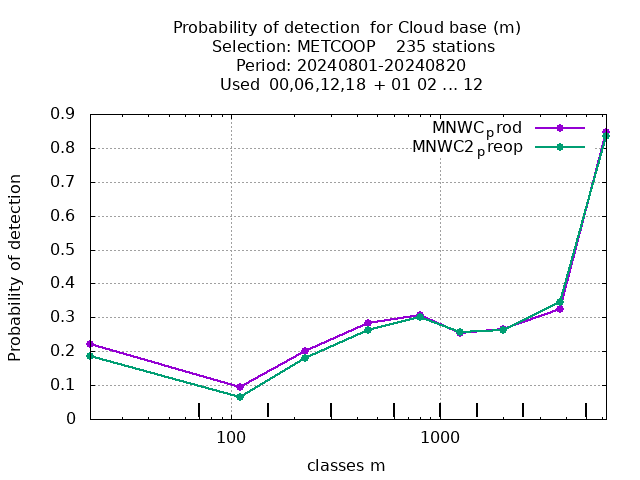 Probability of detection  for Cloud base (m)
Selection: METCOOP    235 stations
Period: 20240801-20240820
Used  00,06,12,18  + 01 02 ... 12
MNWC_prod
MNWC2_preop
0.9
0.8
0.7
0.6
0.5
0.4
0.3
0.2
0.1
0
Probability of detection
100 1000
classes m